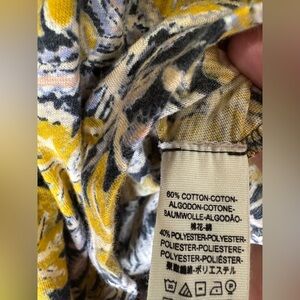 60% COTTON-COTON-
ALGODON-COTONE-
BAUMWOLLE-ALGODÃO-
棉花-綿
40% POLYESTER-POLYESTER-
POLIESTER-POLIESTERE-
POLYESTER-POLIÉSTER-
聚酯纖維-ポリエステル